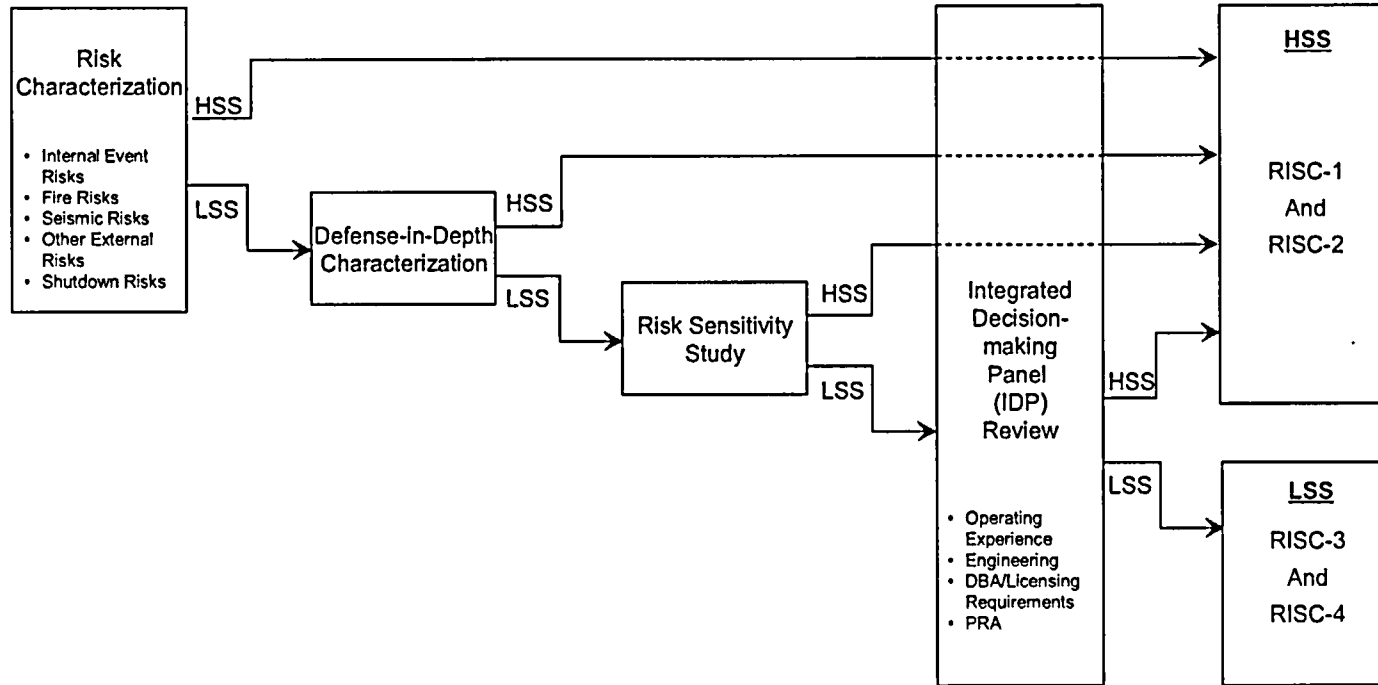 Risk
Characterization
• Internal Event
Risks
• Fire Risks
• Seismic Risks
• Other External
Risks
• Shutdown Risks
HSS
LSS
Defense-in-Depth
Characterization
HSS
LSS
Risk Sensitivity
Study
HSS
LSS
Integrated
Decision-
making
Panel
(IDP)
Review
• Operating
Experience
• Engineering
• DBA/Licensing
Requirements
• PRA
HSS
LSS
HSS
RISC-1
And
RISC-2
LSS
RISC-3
And
RISC-4